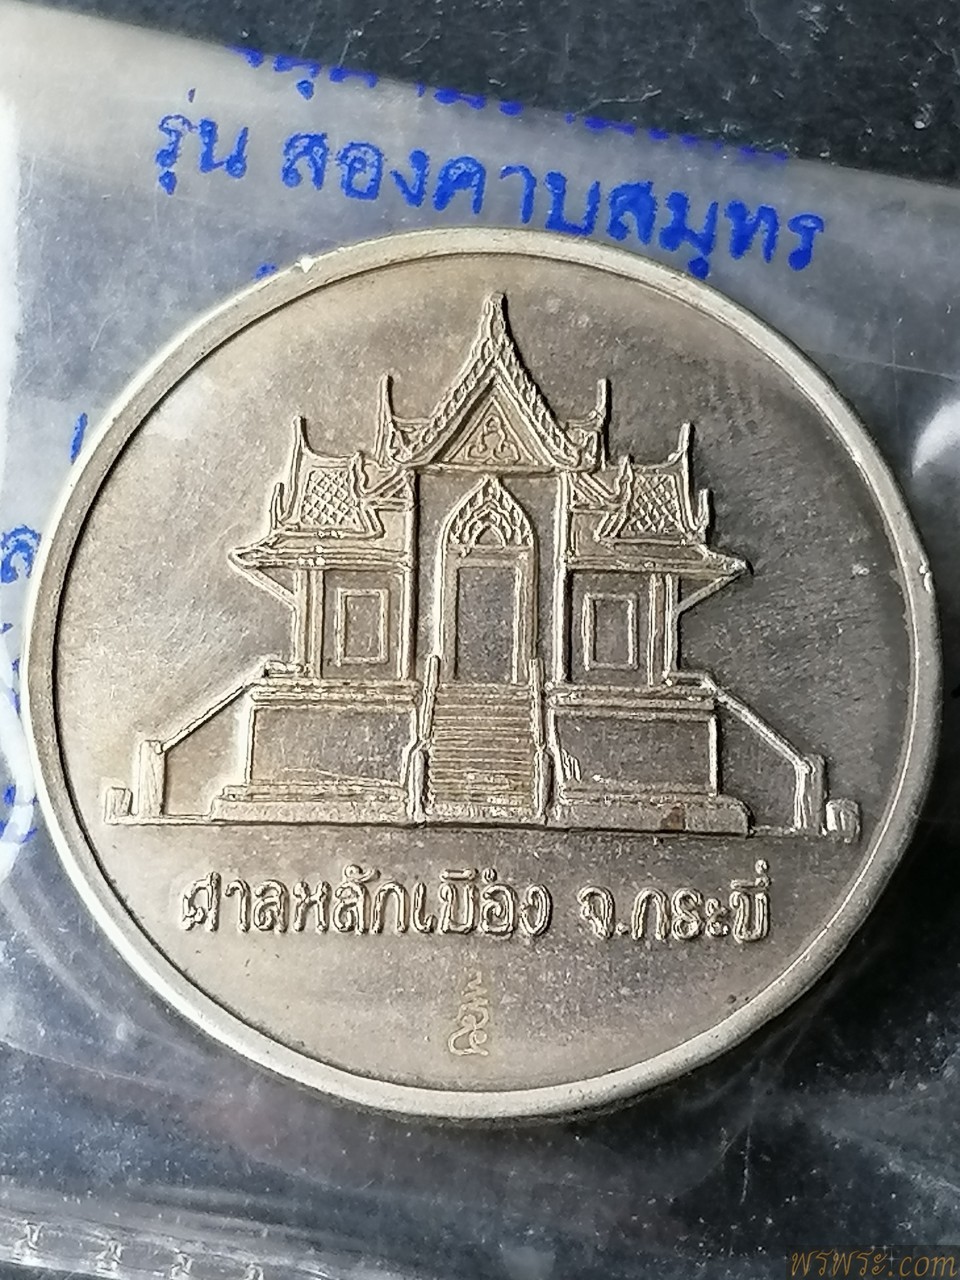 รุ่น สองคาบสมุทร
ศาลหลักเมือง จ.กระบี่
พรพระ.com